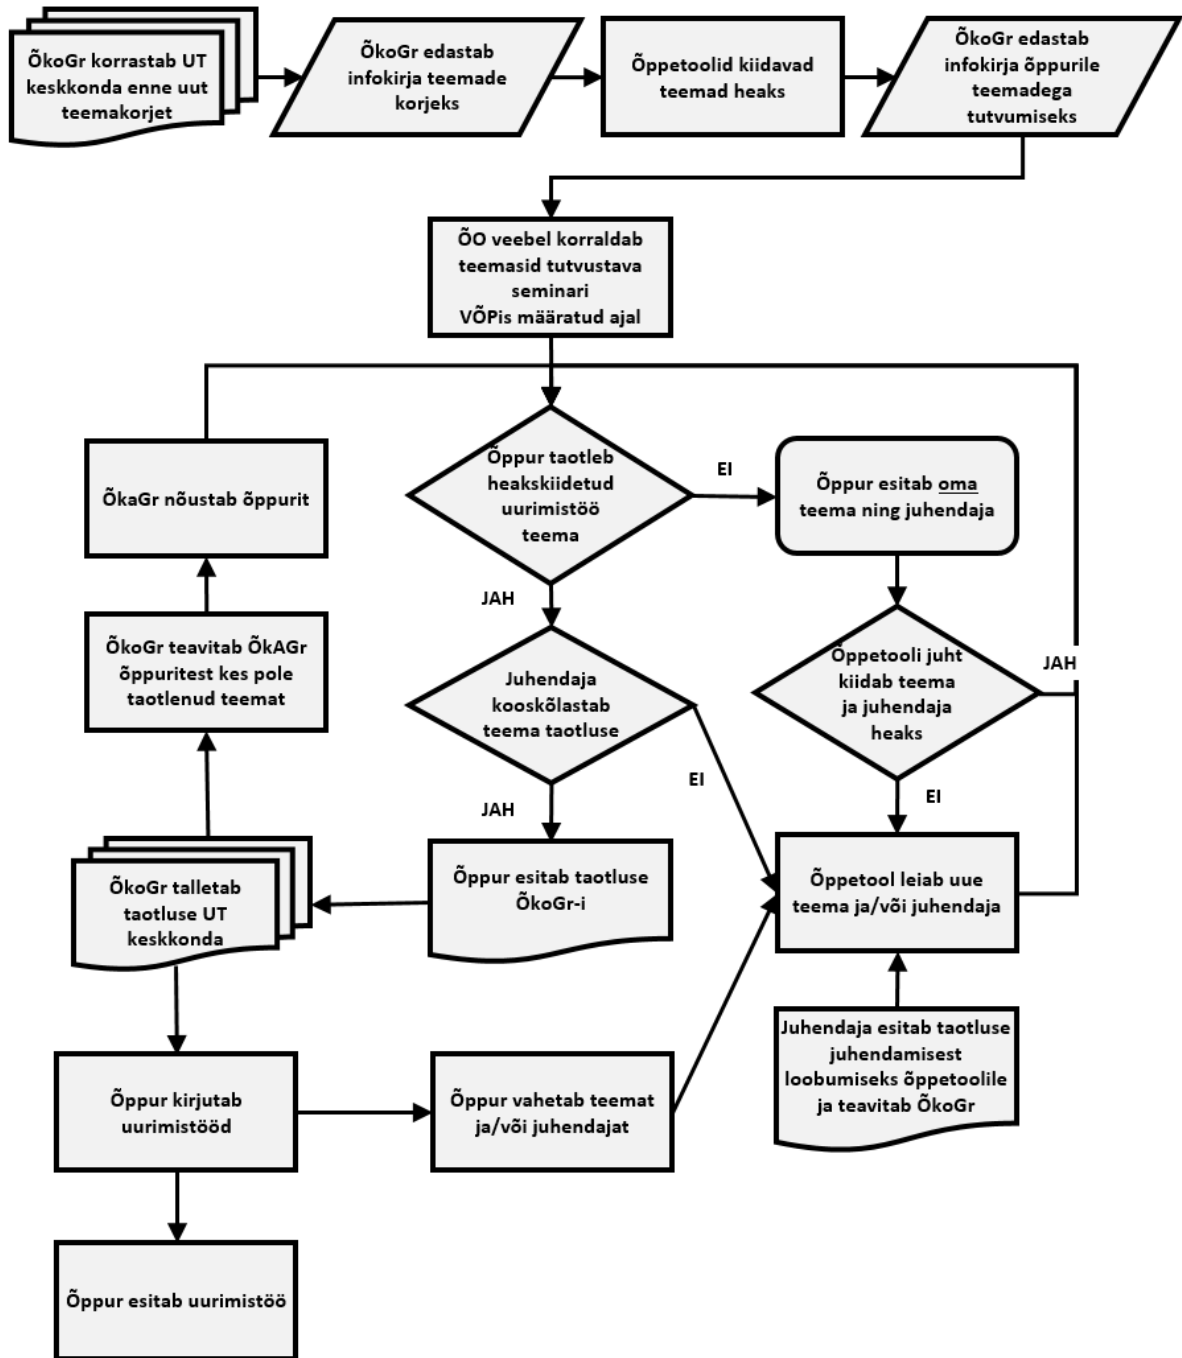 ÕkoGr korrastab UT
keskkonda enne uut
teemakorjet
ÕkoGr edastab
infokirja teemade
korjeks
Õppetoolid kiidavad
teemad heaks
ÕkoGr edastab
infokirja õppurile
teemadega
tutvumiseks
ÕO veebel korraldab
teemasid tutvustava
seminari
VÕPis määratud ajal
Õppur taotleb
heakskiidetud
uurimistöö
teema
EI
Õppur esitab oma
teema ning juhendaja
ÕkaGr nõustab õppurit
JAH
ÕkoGr teavitab ÕkAGr
õppuritest kes pole
taotlenud teemat
Juhendaja
kooskõlastab
teema taotluse
Õppetooli juht
kiidab teema
ja juhendaja
heaks
JAH
EI
EI
JAH
Õppur esitab taotluse
ÕkoGr-i
ÕkoGr talletab
taotluse UT
keskkonda
Õppetool leiab uue
teema ja/või juhendaja
Juhendaja esitab taotluse
juhendamisest
loobumiseks õppetoolile
ja teavitab ÕkoGr
Õppur kirjutab
uurimistööd
Õppur vahetab teemat
ja/või juhendajat
Õppur esitab uurimistöö